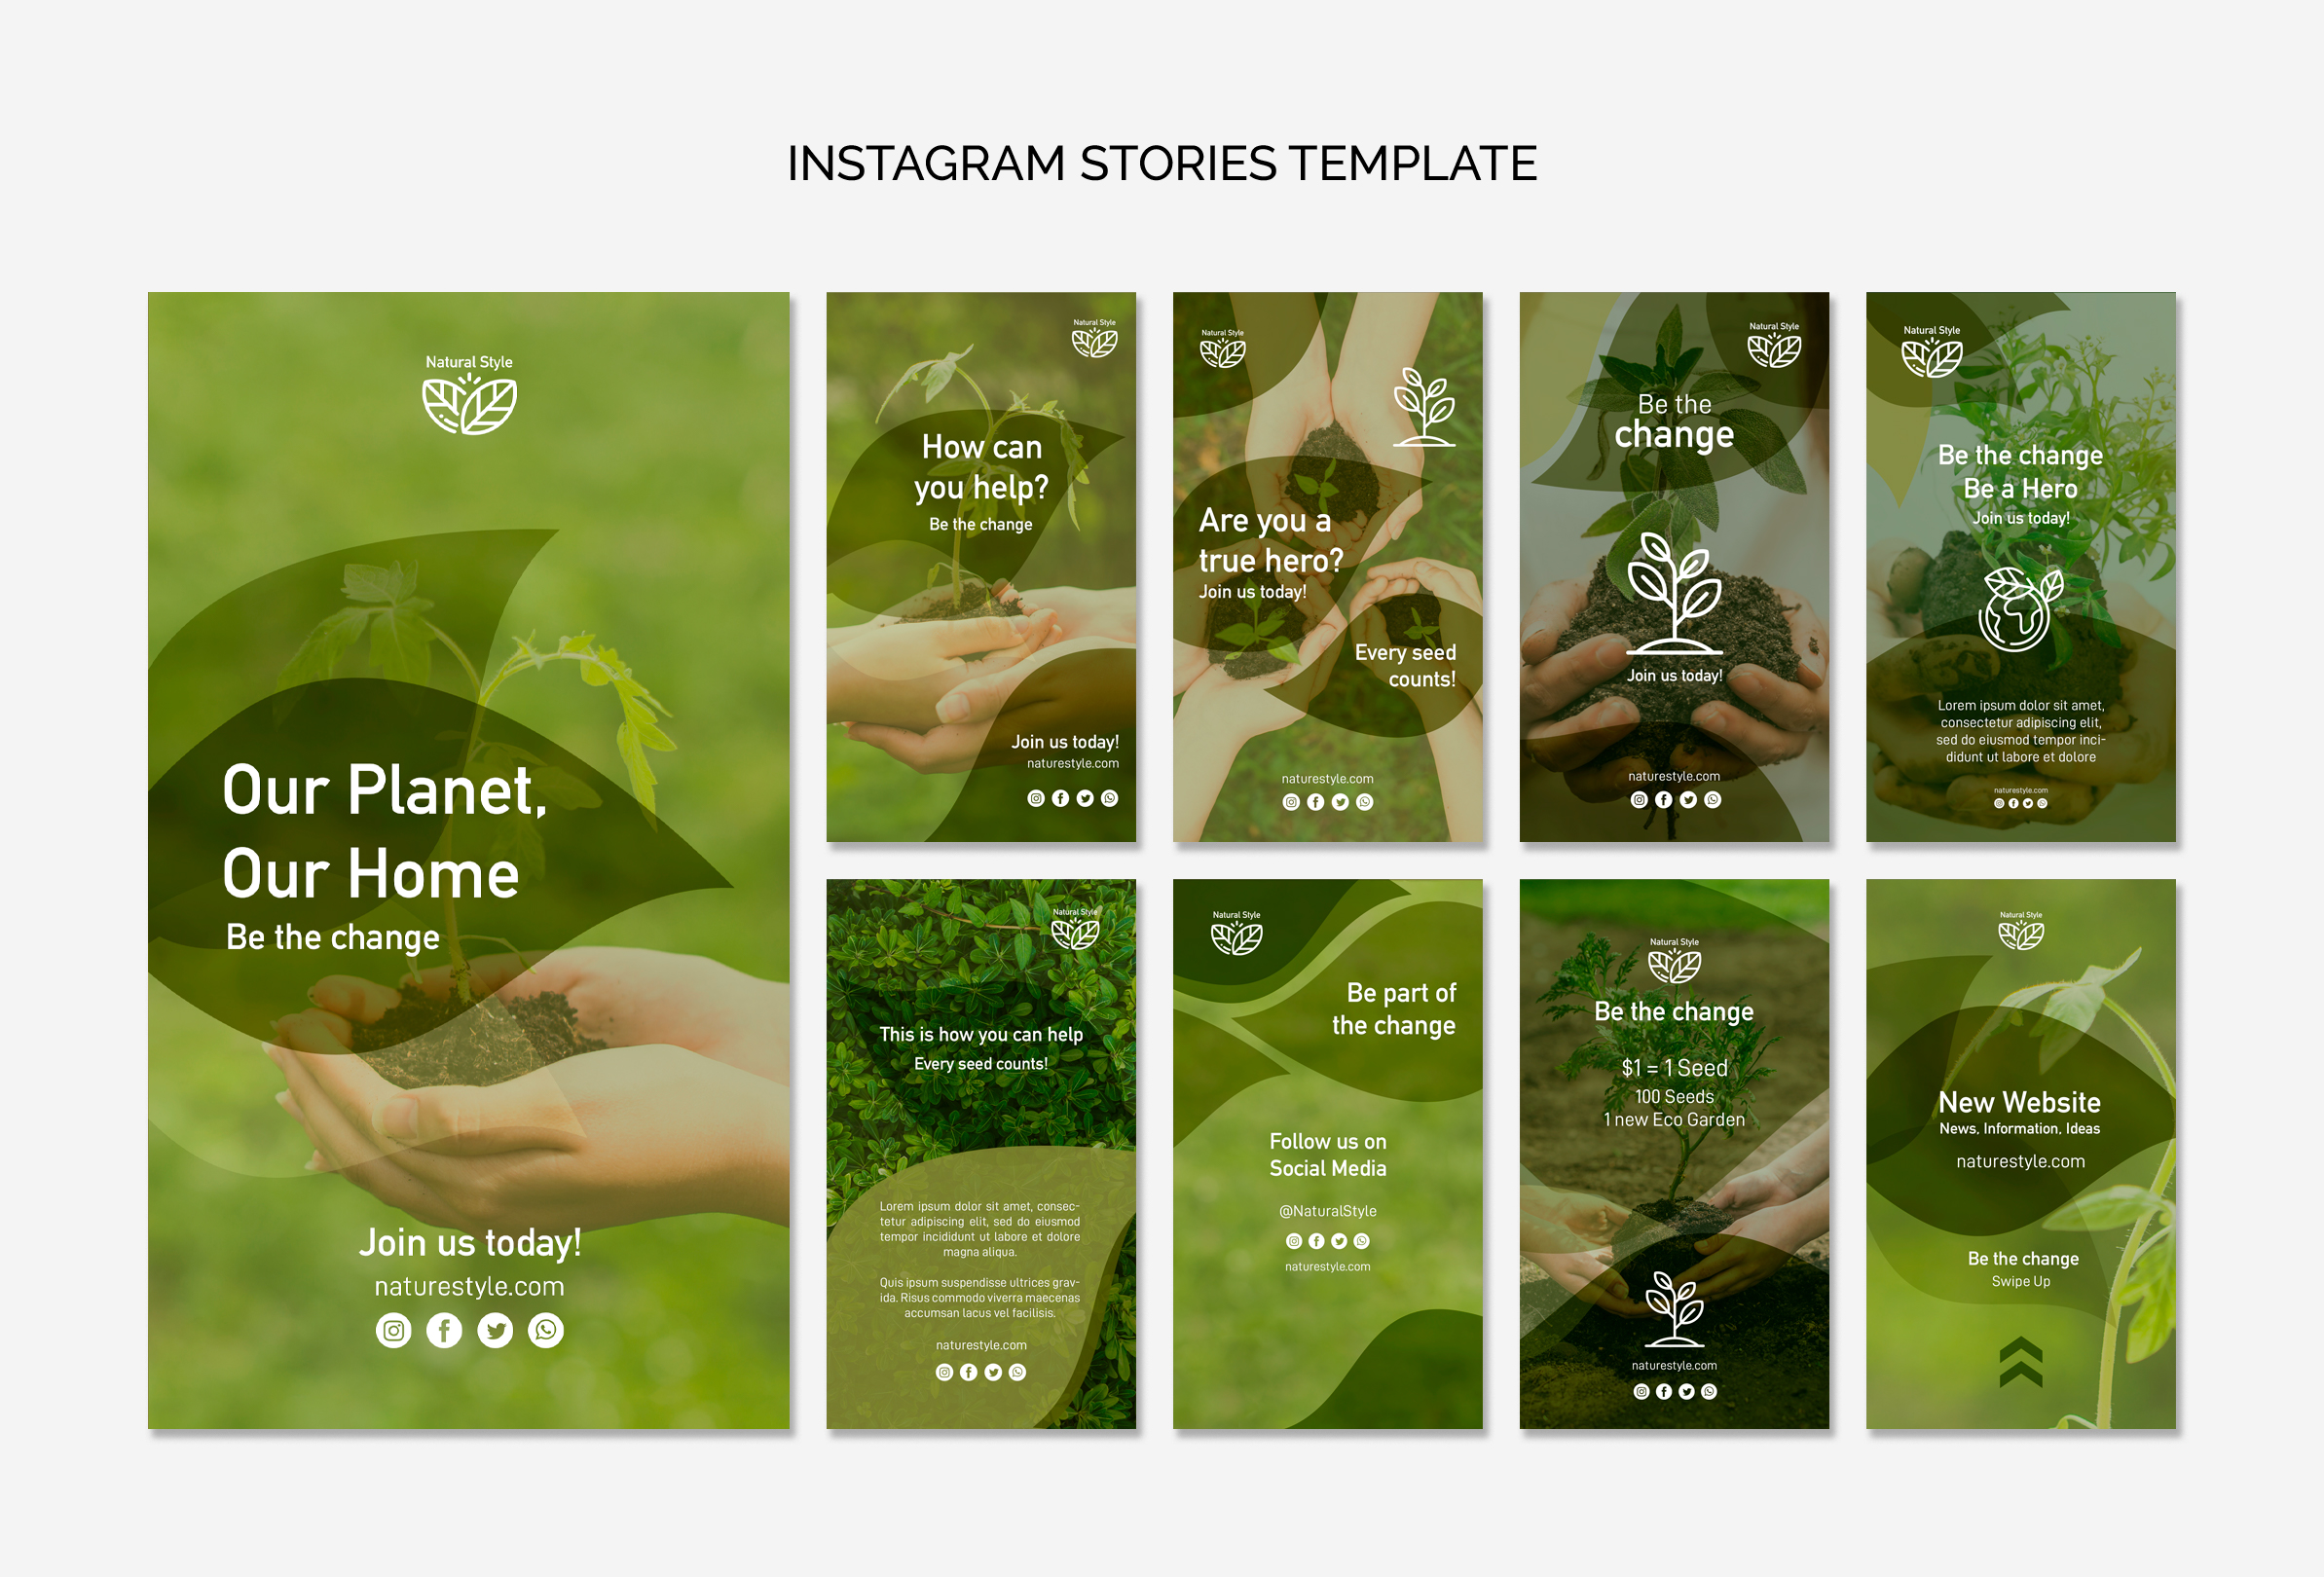 INSTAGRAM STORIES TEMPLATE
Natural Style
Our Planet,
Our Home
Be the change
Join us today!
naturestyle.com
Natural Style
How can
you help?
Be the change
Join us today!
naturestyle.com
Natural Style
Are you a
true hero?
Join us today!
Every seed
counts!
naturestyle.com
Natural Style
Be the
change
Join us today!
naturestyle.com
Natural Style
Be the change
Be a Hero
Join us today!
Lorem ipsum dolor sit amet,
consectetur adipiscing elit,
sed do eiusmod tempor inci-
didunt ut labore et dolore
naturestyle.com
Natural Style
This is how you can help
Every seed counts!
Lorem ipsum dolor sit amet, consec-
tetur adipiscing elit, sed do eiusmod
tempor incididunt ut labore et dolore
magna aliqua.
Quis ipsum suspendisse ultrices grav-
ida. Risus commodo viverra maecenas
accumsan lacus vel facilisis.
naturestyle.com
Natural Style
Be part of
the change
Follow us on
Social Media
@NaturalStyle
naturestyle.com
Natural Style
Be the change
$1 = 1 Seed
100 Seeds
1 new Eco Garden
naturestyle.com
Natural Style
New Website
News, Information, Ideas
naturestyle.com
Be the change
Swipe Up